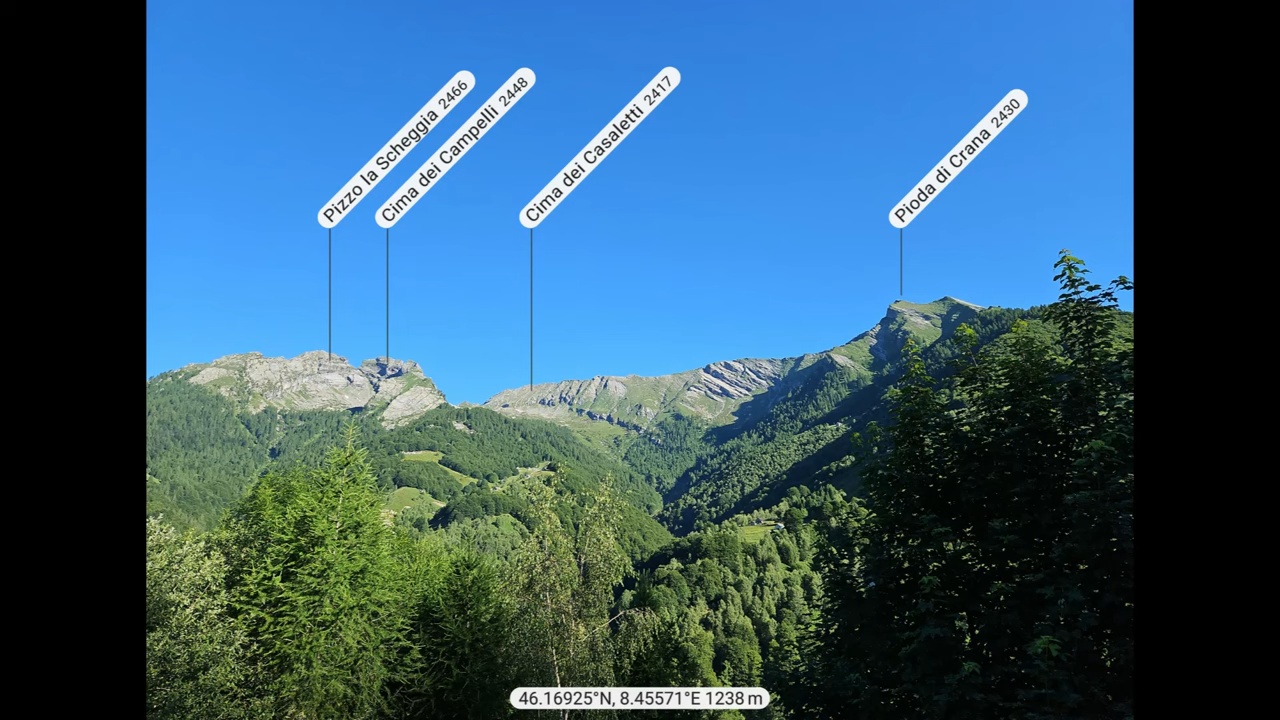 Pizzo la Scheggia 2466
Cima dei Campelli 2448
Cima dei Casaletti 2417
Pioda di Crana 2430
46.16925°N, 8.45571°E 1238 m